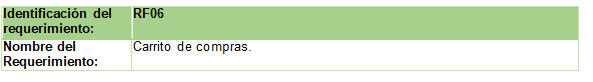 Identificación del requerimiento: RF06
Nombre del Requerimiento: Carrito de compras.